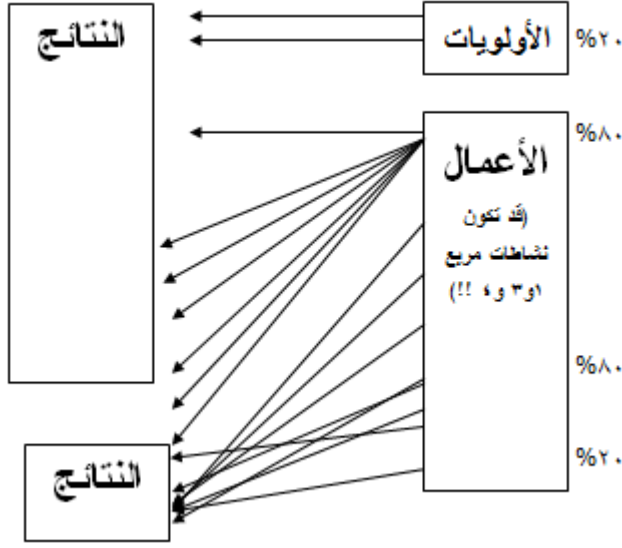 الأولويات
%٢٠
النتائج
%٨٠
الأعمال
(قد تكون
نشاطات مربع
١و٣ و٤ !!)
%٨٠
%٢٠
النتائج